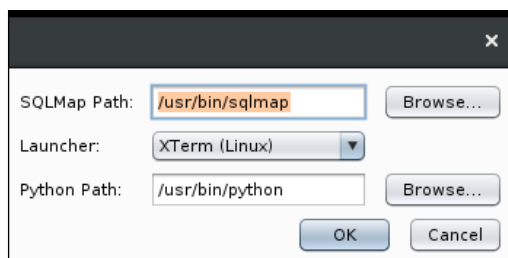 SQLMap Path: /usr/bin/sqlmap Browse...
Launcher: XTerm (Linux)
Python Path: /usr/bin/python Browse...
OK Cancel